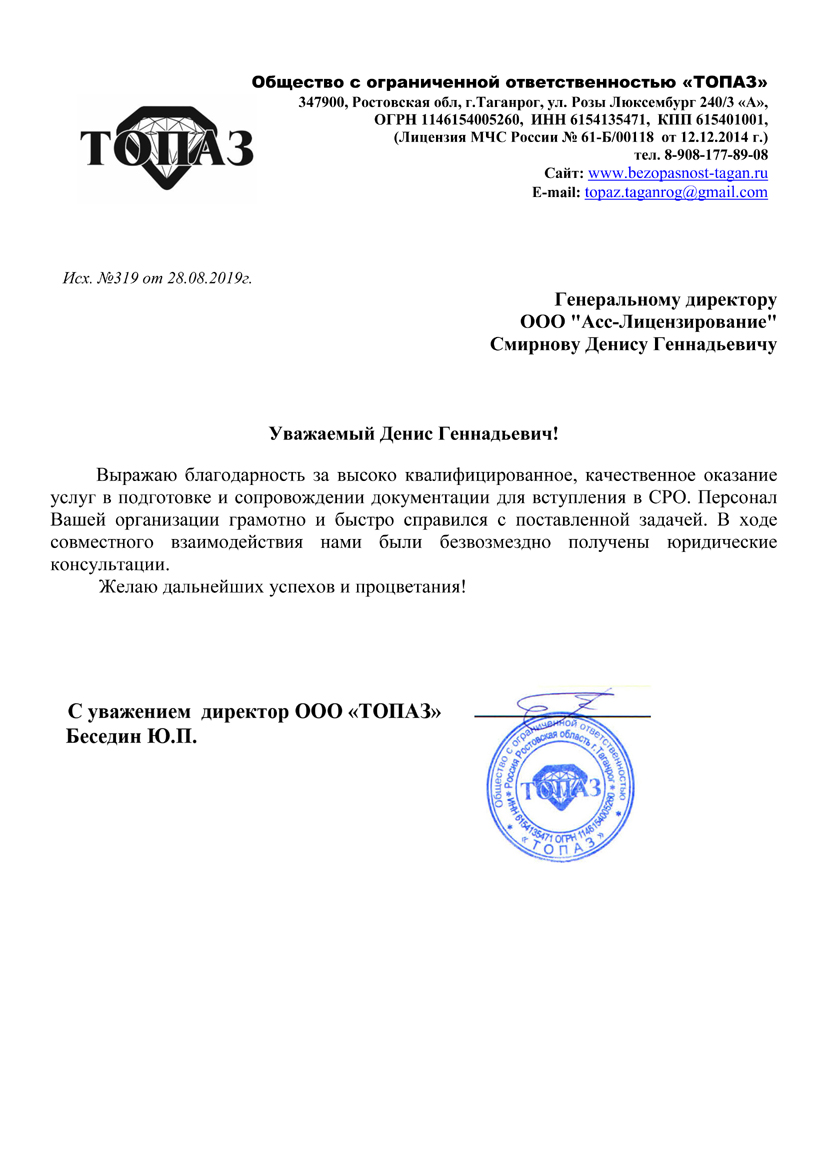 Общество с ограниченной ответственностью «ТОПАЗ»
347900, Ростовская обл, г.Таганрог, ул. Розы Люксембург 240/3 «А»,
ОГРН 1146154005260, ИНН 6154135471, КПП 615401001,
(Лицензия МЧС России № 61-Б/00118 от 12.12.2014 г.)
тел. 8-908-177-89-08
Сайт: www.bezopasnost-tagan.ru
E-mail: topaz.taganrog@gmail.com
ТОПАЗ
Исх. №319 от 28.08.2019г.
Генеральному директору
ООО "Асс-Лицензирование"
Смирнову Денису Геннадьевичу
Уважаемый Денис Геннадьевич!
Выражаю благодарность за высоко квалифицированное, качественное оказание
услуг в подготовке и сопровождении документации для вступления в СРО. Персонал
Вашей организации грамотно и быстро справился с поставленной задачей. В ходе
совместного взаимодействия нами были безвозмездно получены юридические
консультации.
Желаю дальнейших успехов и процветания!
С уважением директор ООО «ТОПАЗ»
Беседин Ю.П.
Общество с ограниченной ответственностью
* Россия Ростовская область г.Таганрог *
ТОПАЗ
ИНН 6154135471 ОГРН 1146154005260
* «ТОПАЗ» *